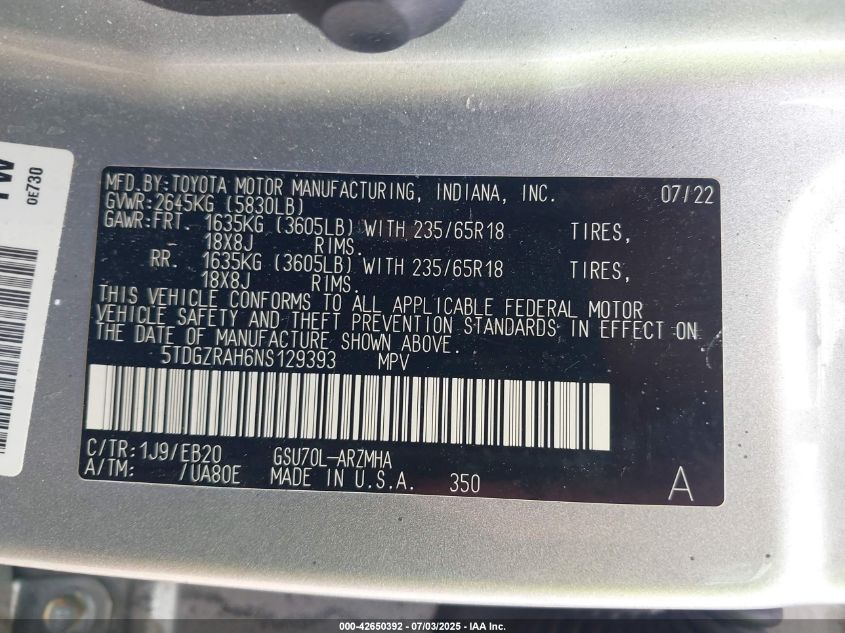 MFD.BY:TOYOTA MOTOR MANUFACTURING, INDIANA, INC. 07/22
GVWR:2645KG (5830LB)
GAWR:FRT. 1635KG (3605LB) WITH 235/65R18 TIRES,
- 18X8J RIMS.
RR. 1635KG (3605LB) WITH 235/65R18 TIRES,
18X8J RIMS.
THIS VEHICLE CONFORMS TO ALL APPLICABLE FEDERAL MOTOR
VEHICLE SAFETY AND THEFT PREVENTION STANDARDS IN EFFECT ON
THE DATE OF MANUFACTURE SHOWN ABOVE.
5TDGZRAH6NS129393 MPV
C/TR:1J9/EB20 GSU70L-ARZMHA
A/TM: /UA80E MADE IN U.S.A. 350 A
0E730
000-42650392 - 07/03/2025 - IAA Inc.